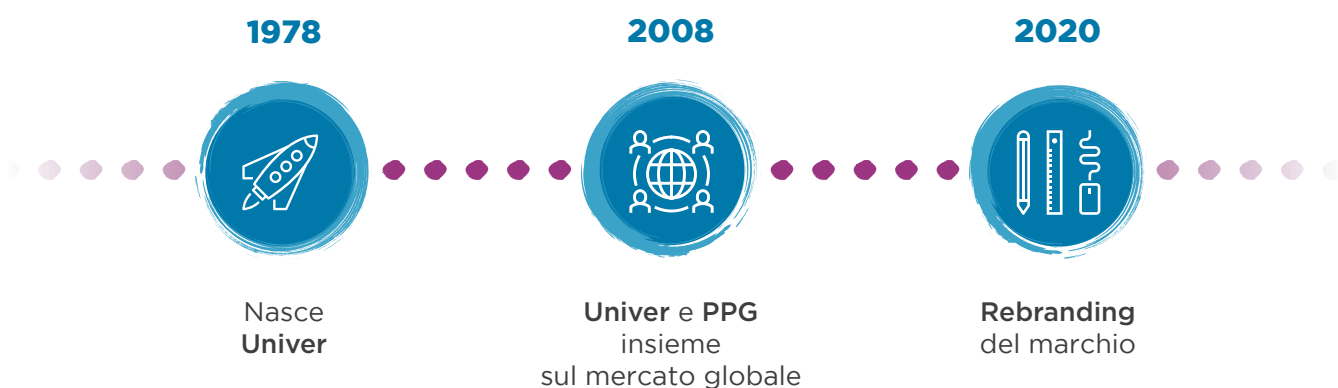 1978
Nasce
Univer
2008
Univer e PPG
insieme
sul mercato globale
2020
Rebranding
del marchio